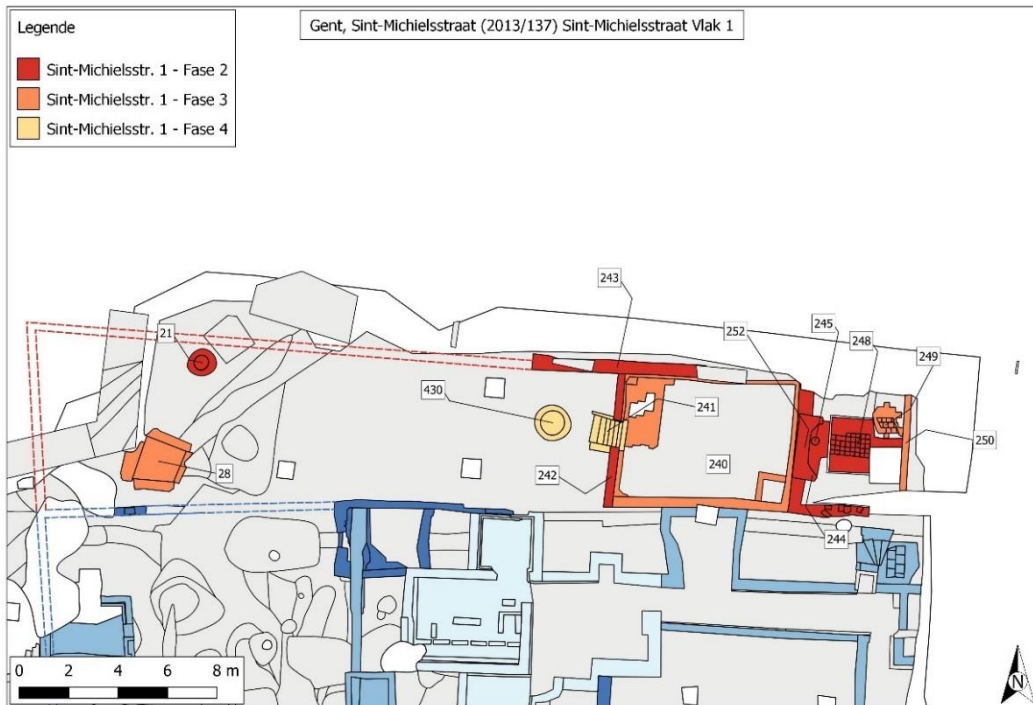 Legende
Gent, Sint-Michielsstraat (2013/137) Sint-Michielsstraat Vlak 1
Sint-Michielsstr. 1 - Fase 2
Sint-Michielsstr. 1 - Fase 3
Sint-Michielsstr. 1 - Fase 4
243
252
245
248
249
21
430
241
250
28
242
240
244
0 2 4 6 8 m
N